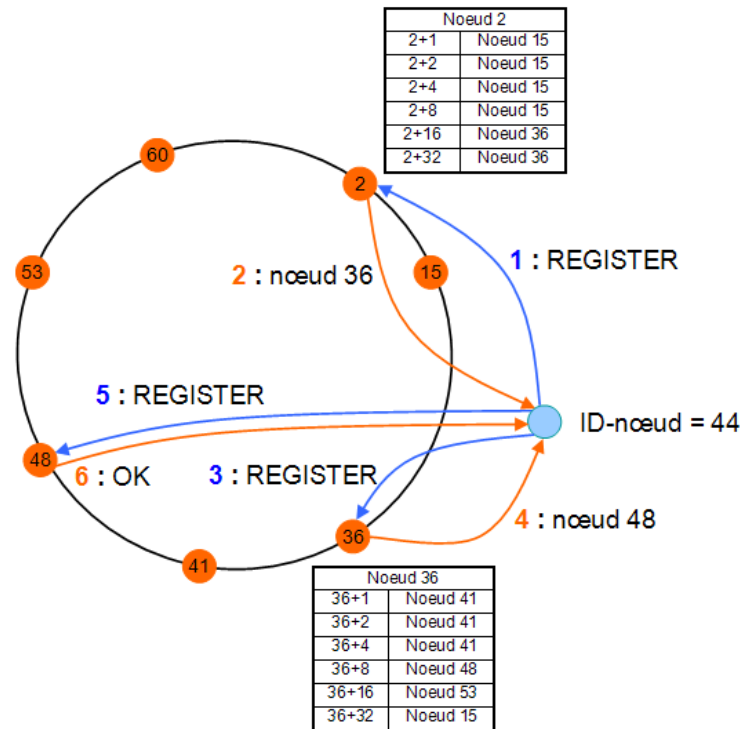 Noeud 2
2+1 Noeud 15
2+2 Noeud 15
2+4 Noeud 15
2+8 Noeud 15
2+16 Noeud 36
2+32 Noeud 36
60
2
53
15
2 : nœud 36
1 : REGISTER
5 : REGISTER
ID-nœud = 44
48
6 : OK
3 : REGISTER
4 : nœud 48
36
41
Noeud 36
36+1 Noeud 41
36+2 Noeud 41
36+4 Noeud 41
36+8 Noeud 48
36+16 Noeud 53
36+32 Noeud 15